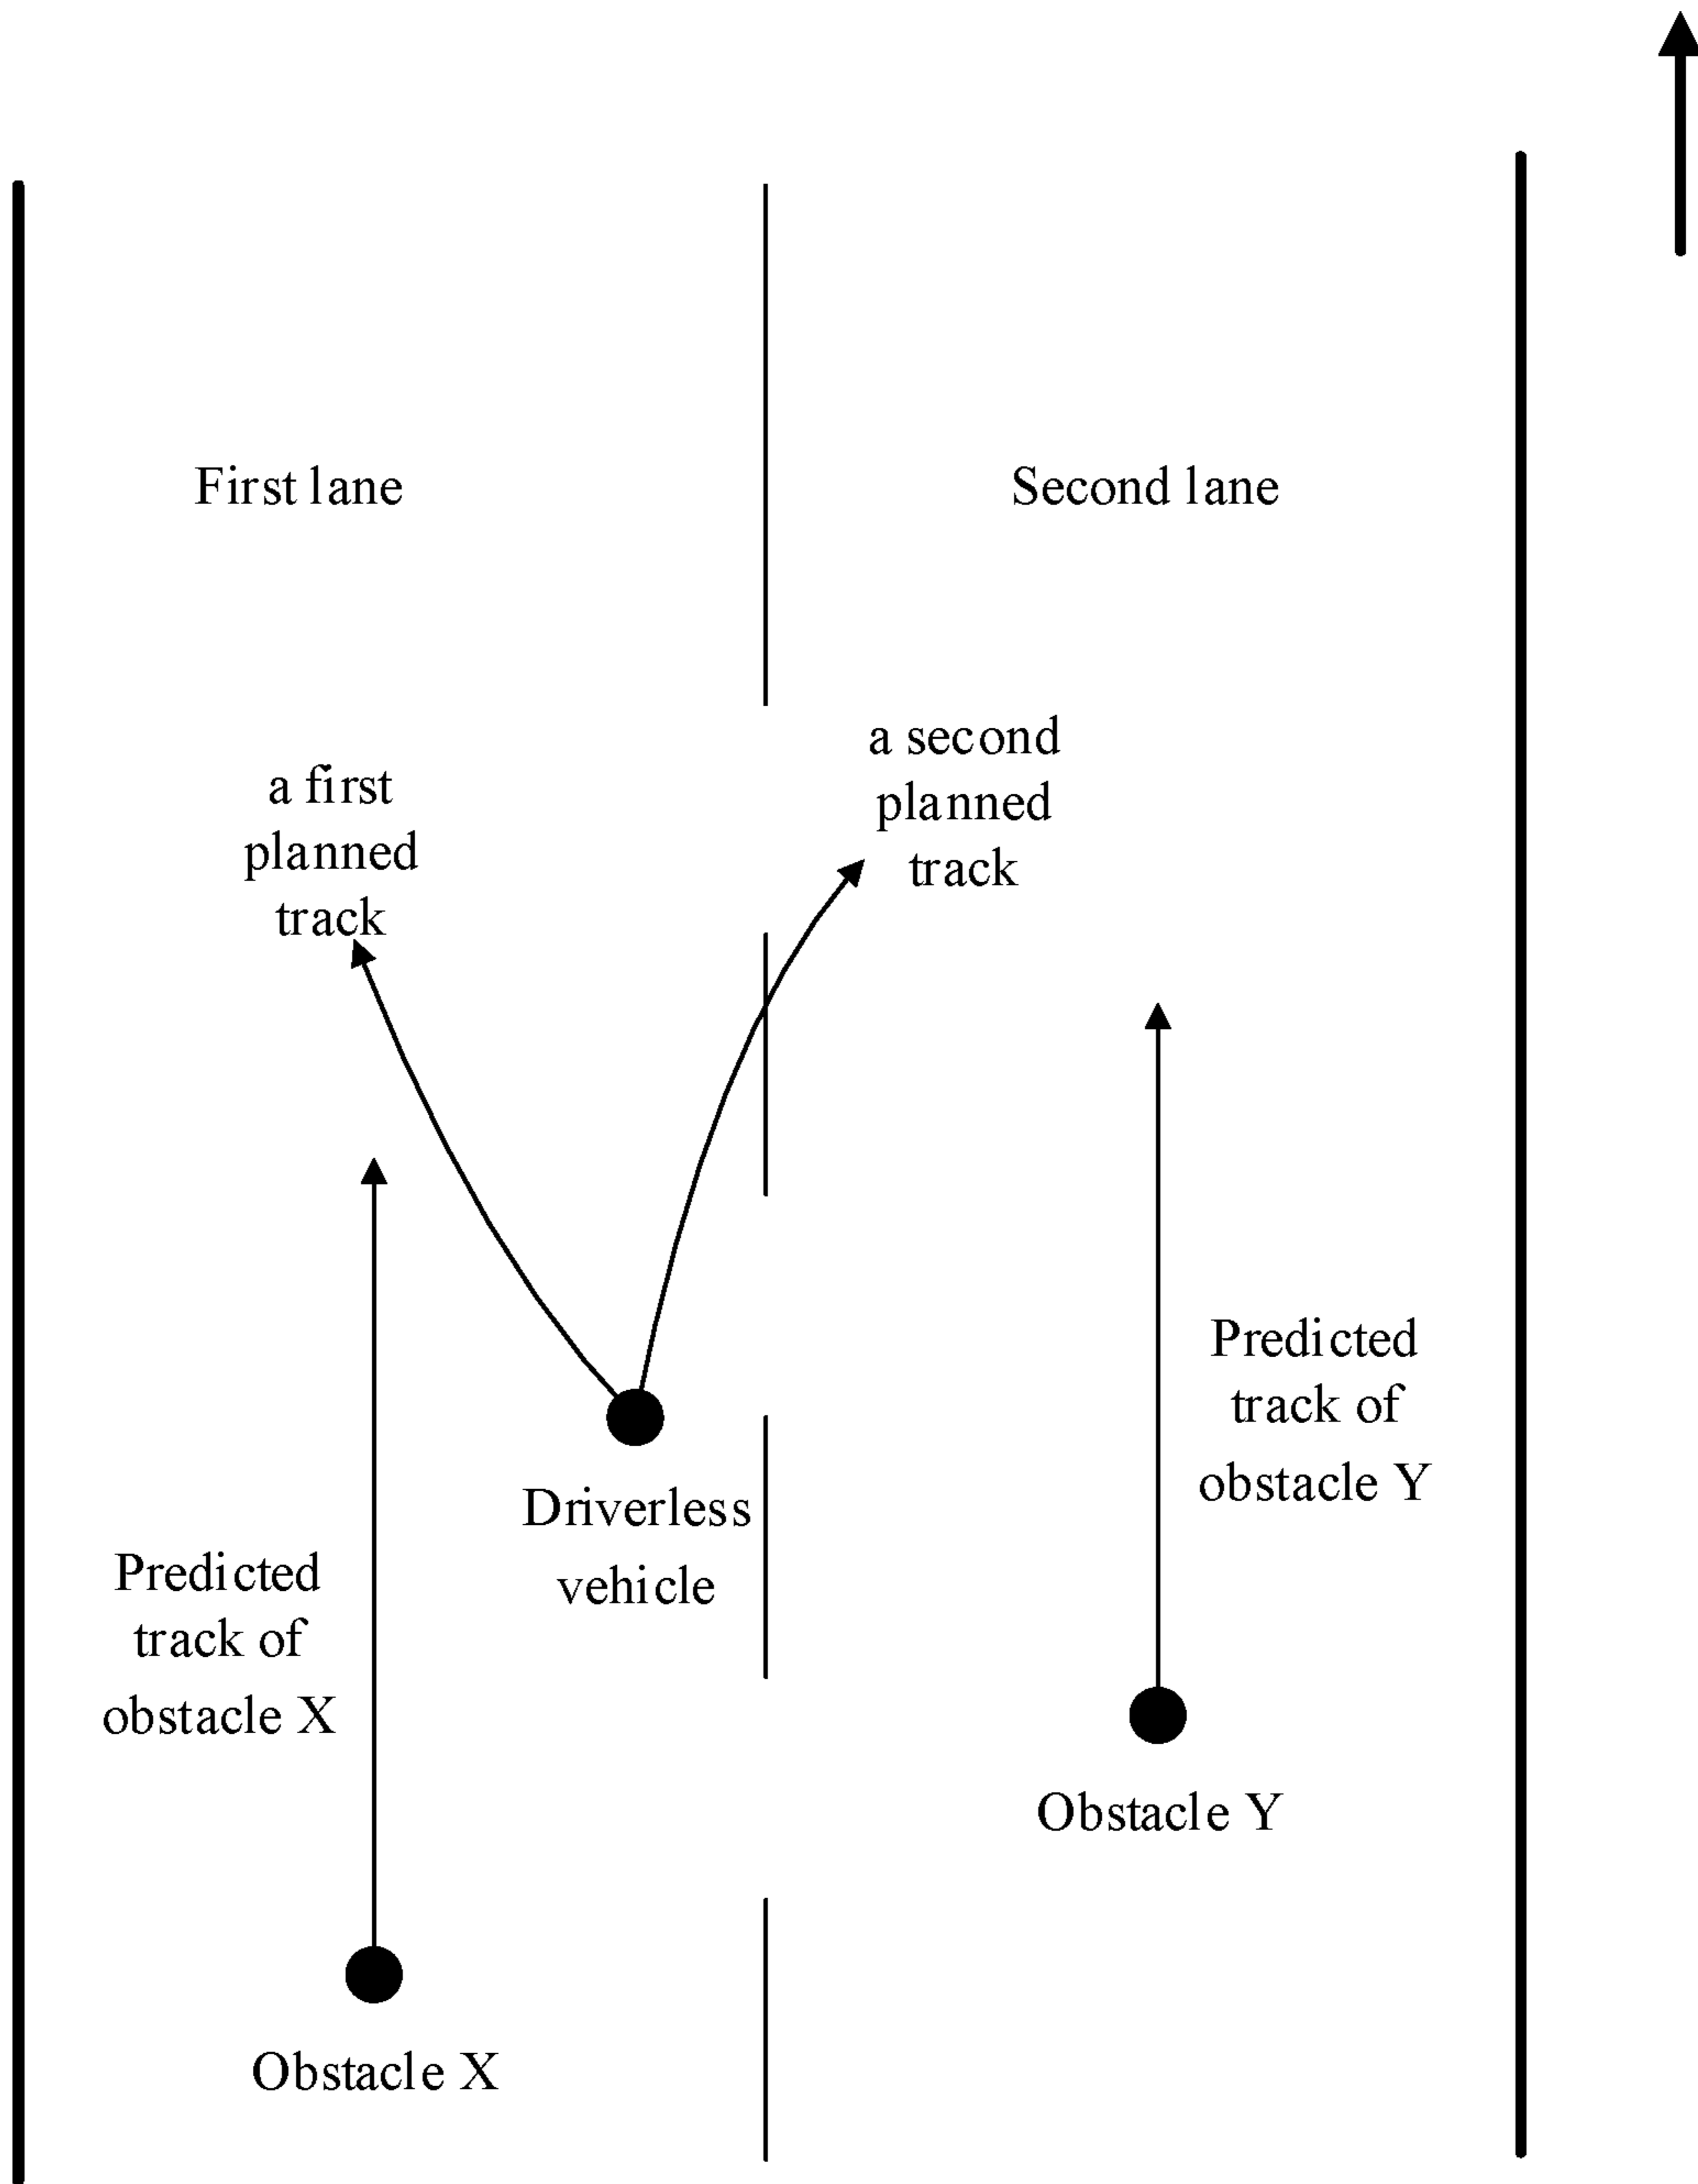 First lane
Second lane
a first
planned
track
a second
planned
track
Driverless
vehicle
Predicted
track of
obstacle Y
Predicted
track of
obstacle X
Obstacle Y
Obstacle X